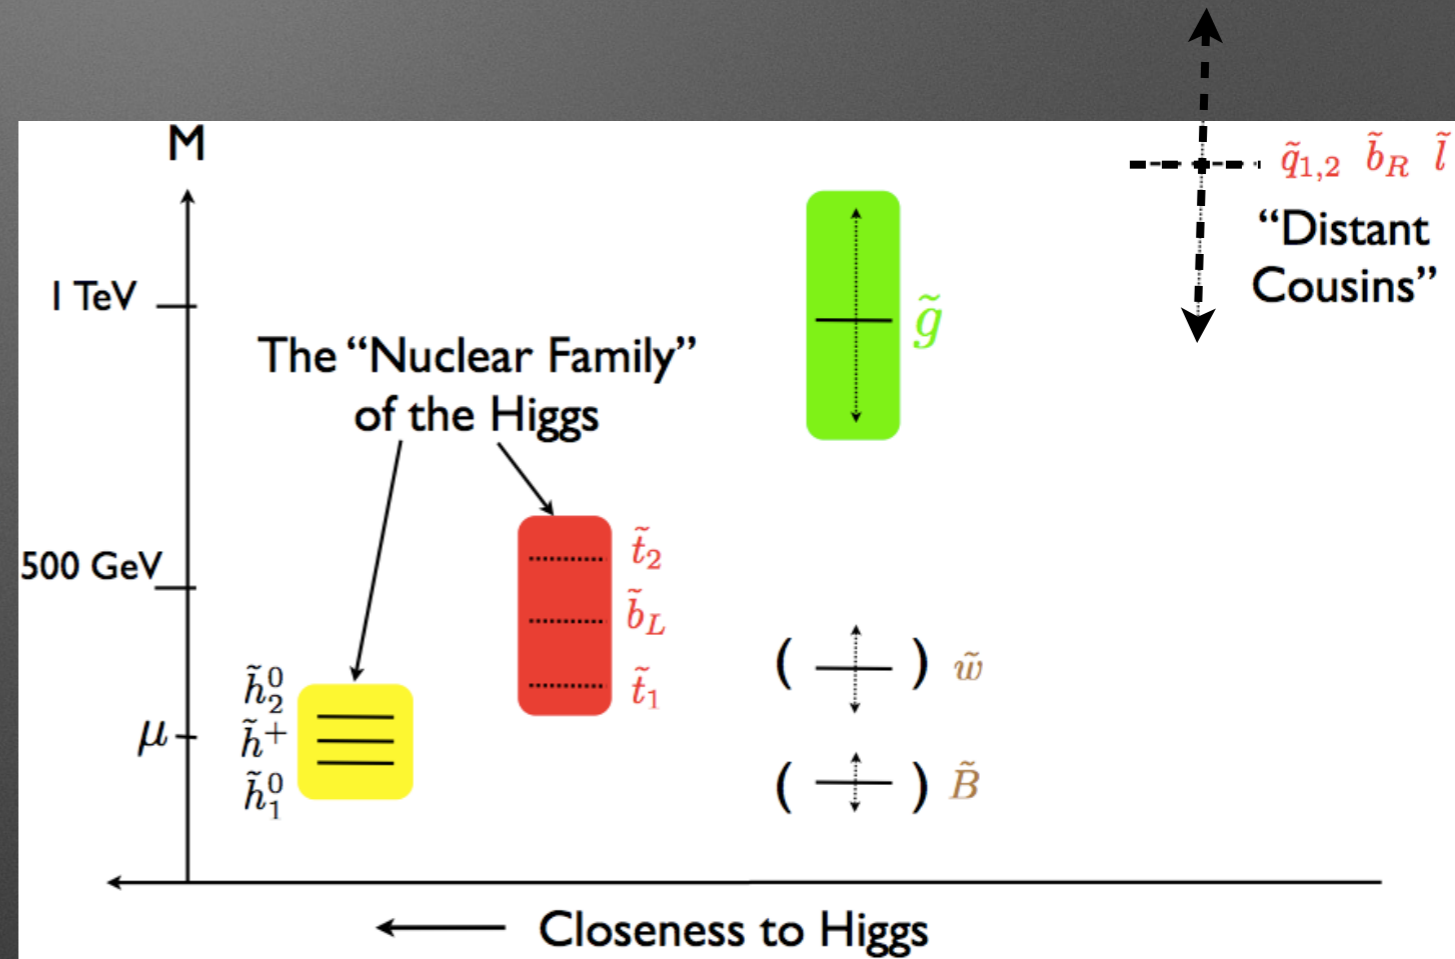 M
1 TeV
The “Nuclear Family”
of the Higgs
500 GeV
μ
h̃₂⁰
h̃⁺
h̃₁⁰
t̃₂
b̃_L
t̃₁
g̃
( ) w̃
( ) B̃
q̃₁,₂ b̃_R l̃
“Distant
Cousins”
Closeness to Higgs